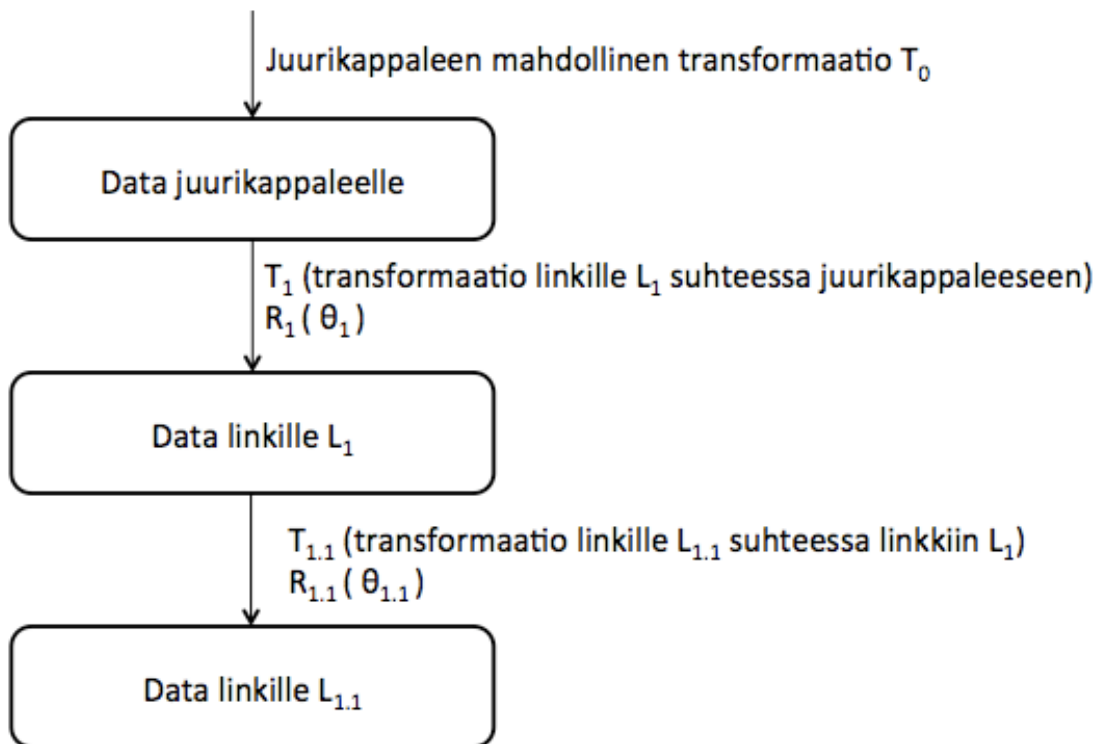 Juurikappaleen mahdollinen transformaatio T₀
Data juurikappaleelle
T₁ (transformaatio linkille L₁ suhteessa juurikappaleeseen)
R₁ ( θ₁ )
Data linkille L₁
T₁.₁ (transformaatio linkille L₁.₁ suhteessa linkkiin L₁)
R₁.₁ ( θ₁.₁ )
Data linkille L₁.₁